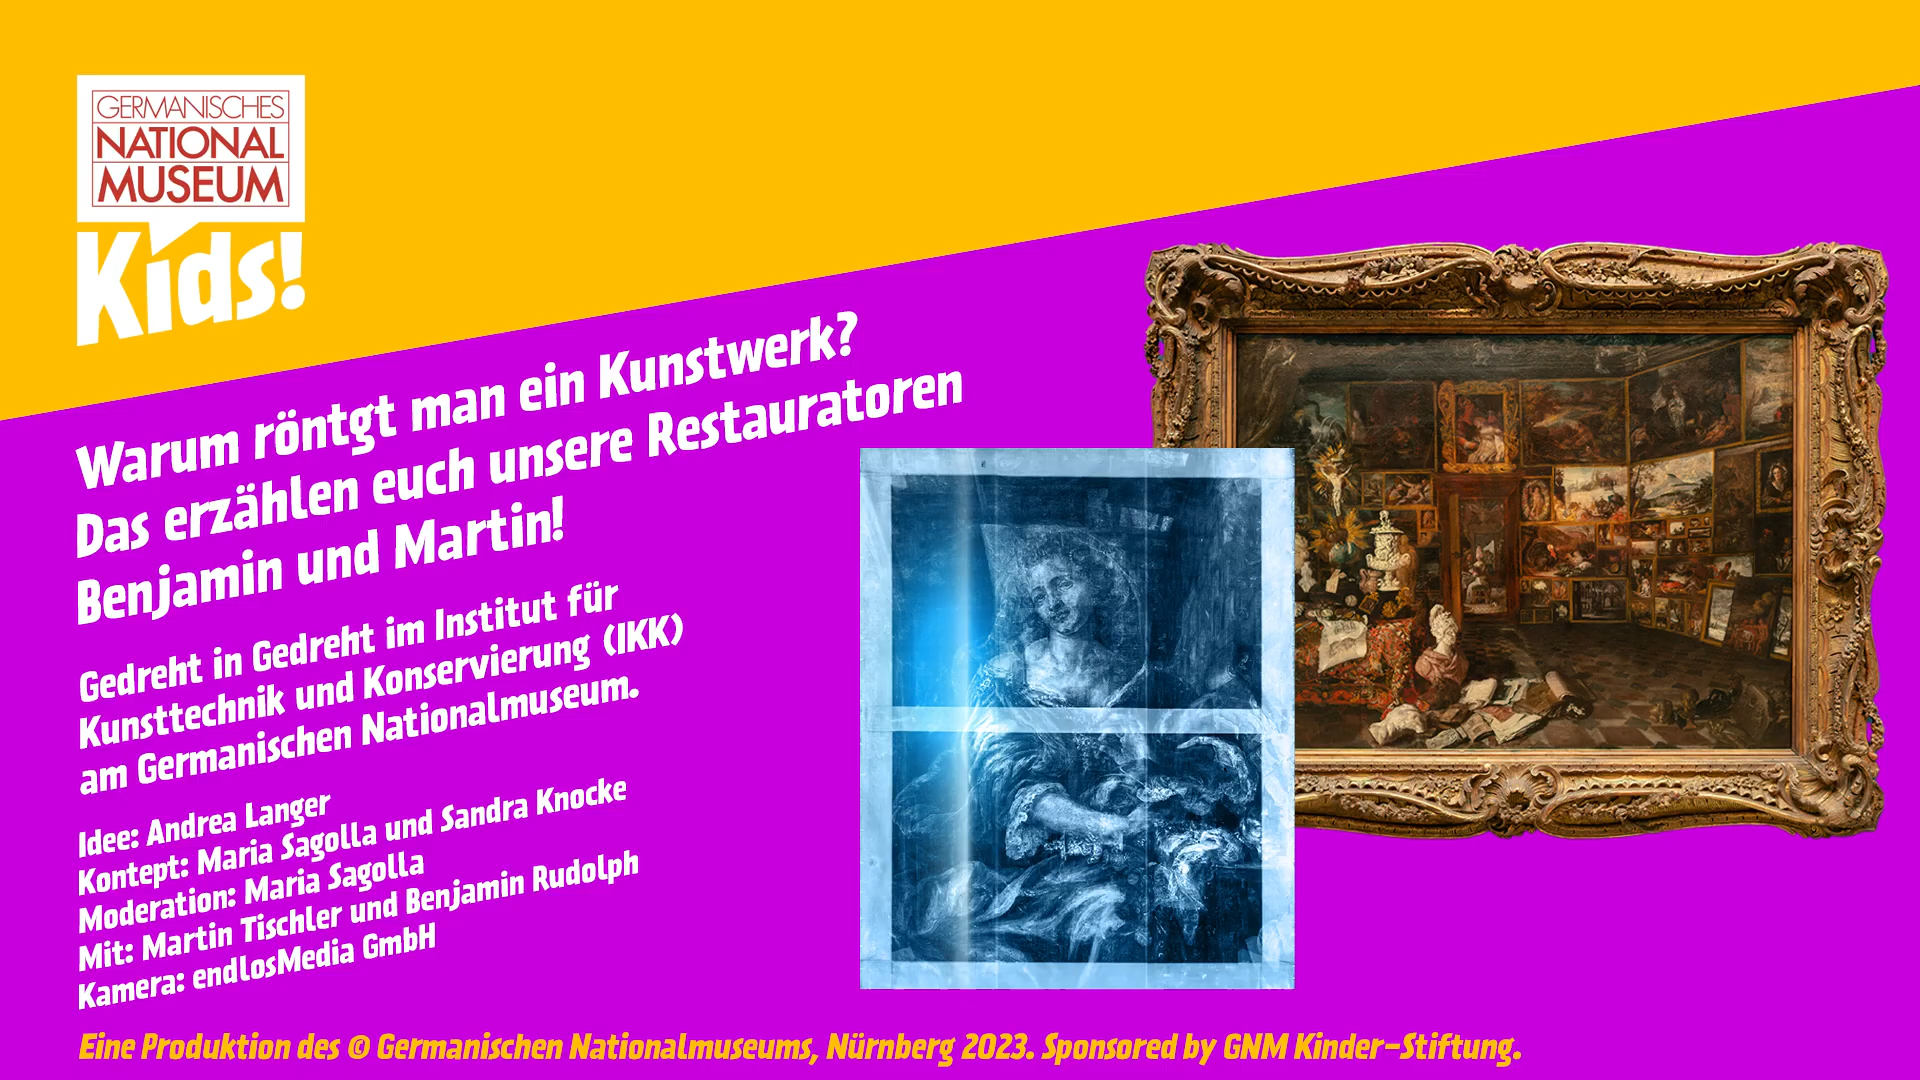 GERMANISCHES
NATIONAL
MUSEUM
Kids!
Warum röntgt man ein Kunstwerk?
Das erzählen euch unsere Restauratoren
Benjamin und Martin!
Gedreht in Gedreht im Institut für
Kunsttechnik und Konservierung (IKK)
am Germanischen Nationalmuseum.
Idee: Andrea Langer
Kontept: Maria Sagolla und Sandra Knocke
Moderation: Maria Sagolla
Mit: Martin Tischler und Benjamin Rudolph
Kamera: endlosMedia GmbH
Eine Produktion des © Germanischen Nationalmuseums, Nürnberg 2023. Sponsored by GNM Kinder-Stiftung.